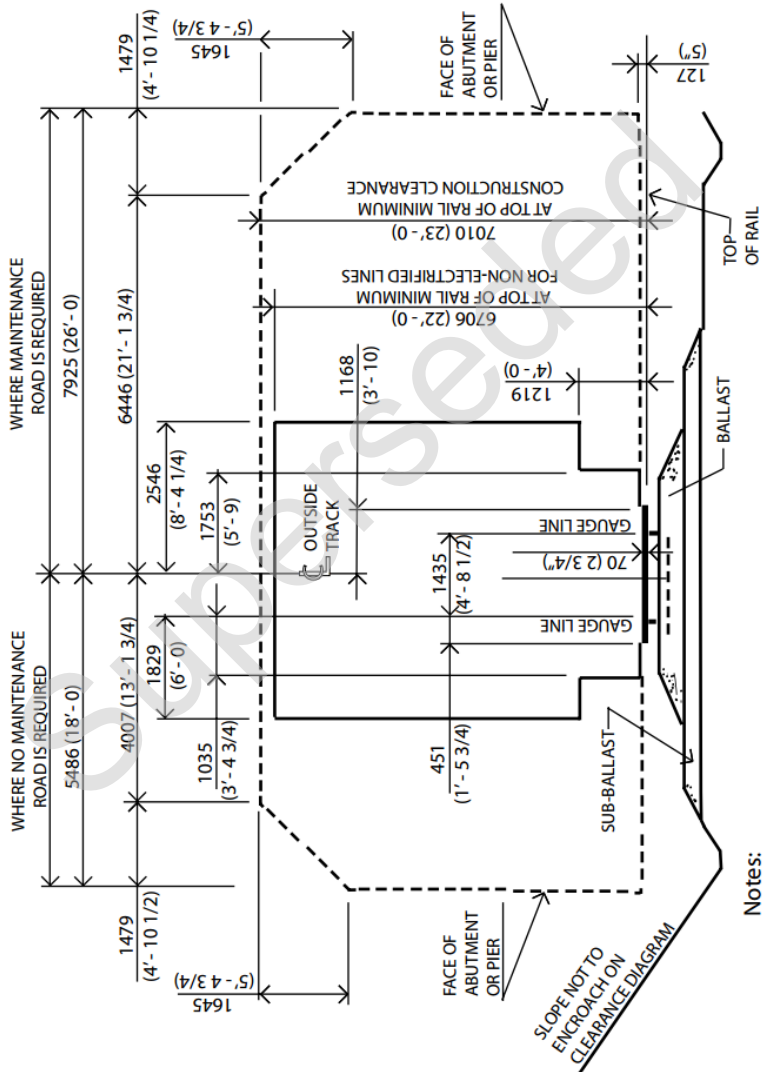 WHERE NO MAINTENANCE
ROAD IS REQUIRED
WHERE MAINTENANCE
ROAD IS REQUIRED
5486 (18' - 0)
7925 (26' - 0)
1479
(4' - 10 1/2)
4007 (13' - 1 3/4)
6446 (21' - 1 3/4)
1479
(4' - 10 1/4)
1645
(5' - 4 3/4)
1829
(6' - 0)
2546
(8' - 4 1/4)
1645
(5' - 4 3/4)
1035
(3' - 4 3/4)
1753
(5' - 9)
OUTSIDE
TRACK
1168
(3' - 10)
6706 (22' - 0)
AT TOP OF RAIL MINIMUM
FOR NON-ELECTRIFIED LINES
7010 (23' - 0)
AT TOP OF RAIL MINIMUM
CONSTRUCTION CLEARANCE
451
(1' - 5 3/4)
1435
(4' - 8 1/2)
1219
(4' - 0)
FACE OF
ABUTMENT
OR PIER
FACE OF
ABUTMENT
OR PIER
GAUGE LINE
GAUGE LINE
70 (2 3/4")
127
(5")
SUB-BALLAST
BALLAST
TOP
OF RAIL
SLOPE NOT TO
ENCROACH ON
CLEARANCE DIAGRAM
Notes:
Superseded